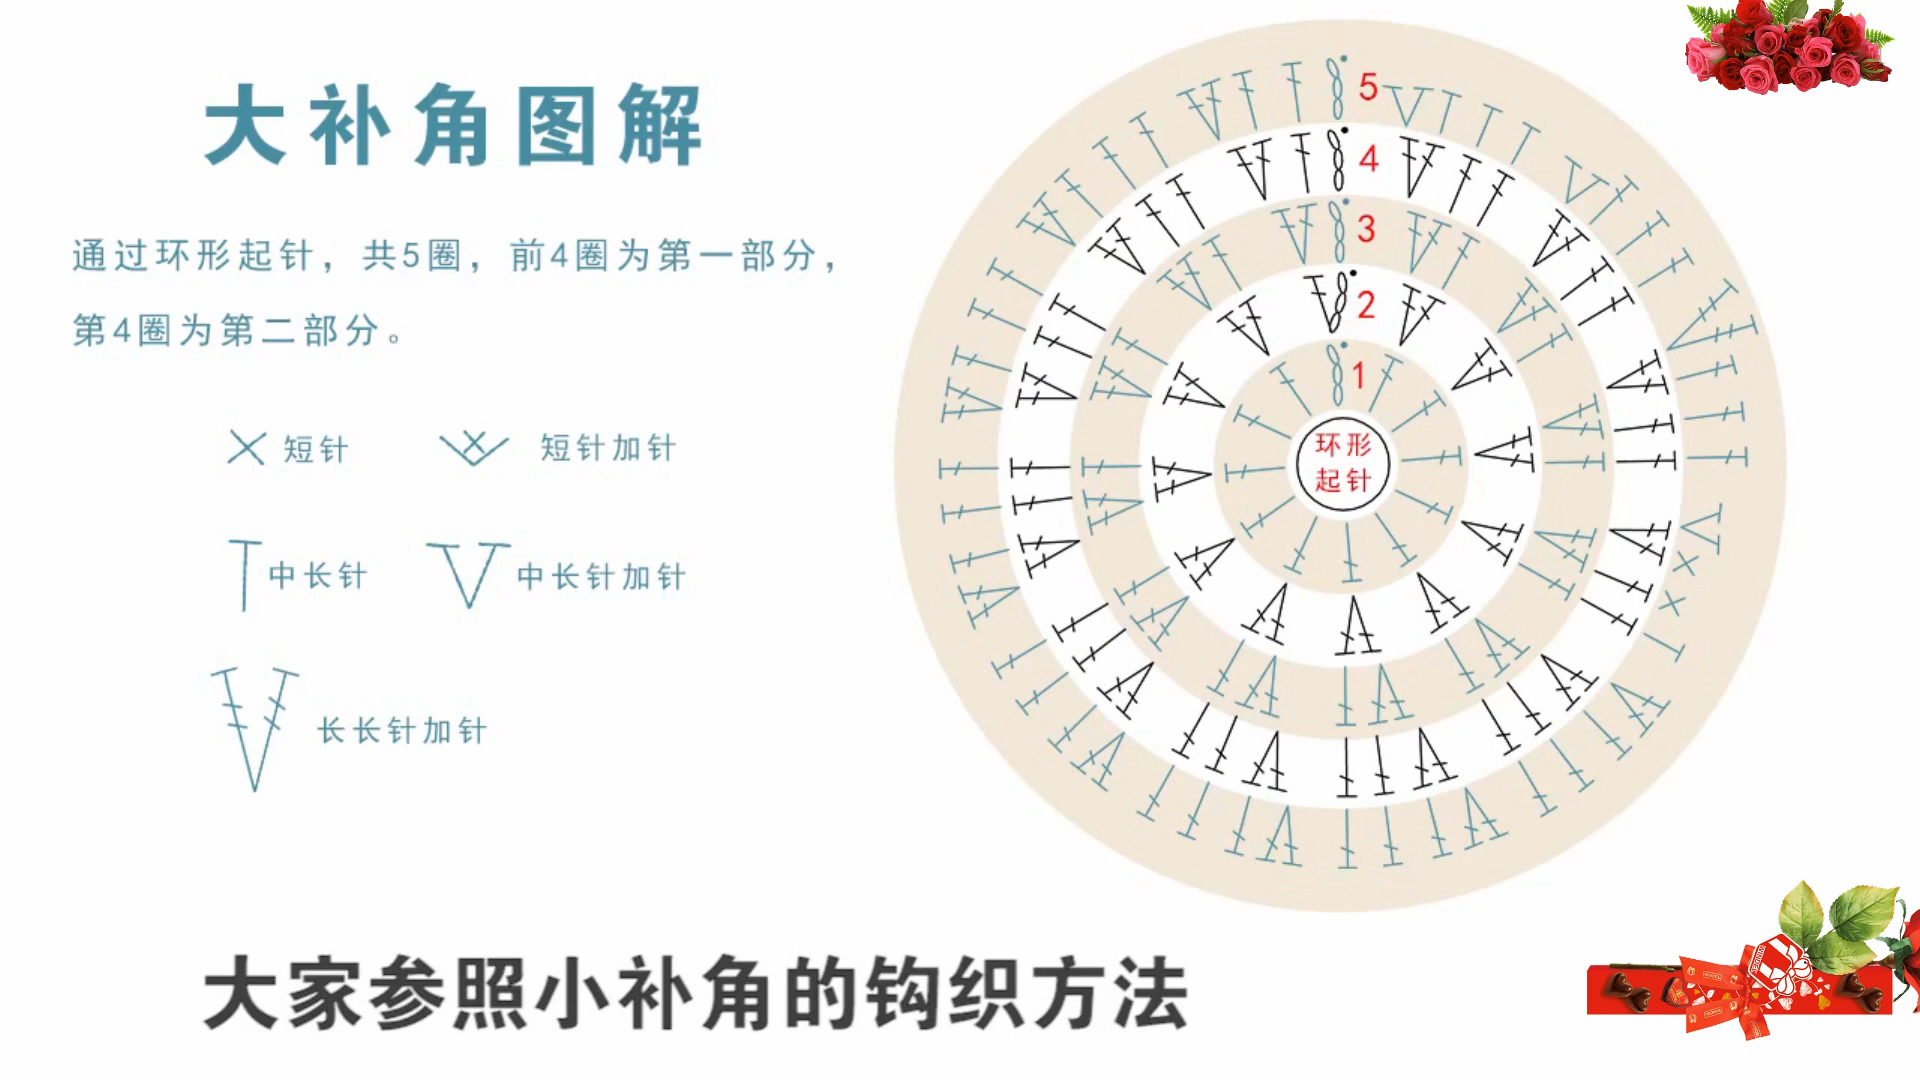 大补角图解
通过环形起针，共5圈，前4圈为第一部分，
第4圈为第二部分。
短针
短针加针
中长针
中长针加针
长长针加针
5
4
3
2
1
环形
起针
大家参照小补角的钩织方法